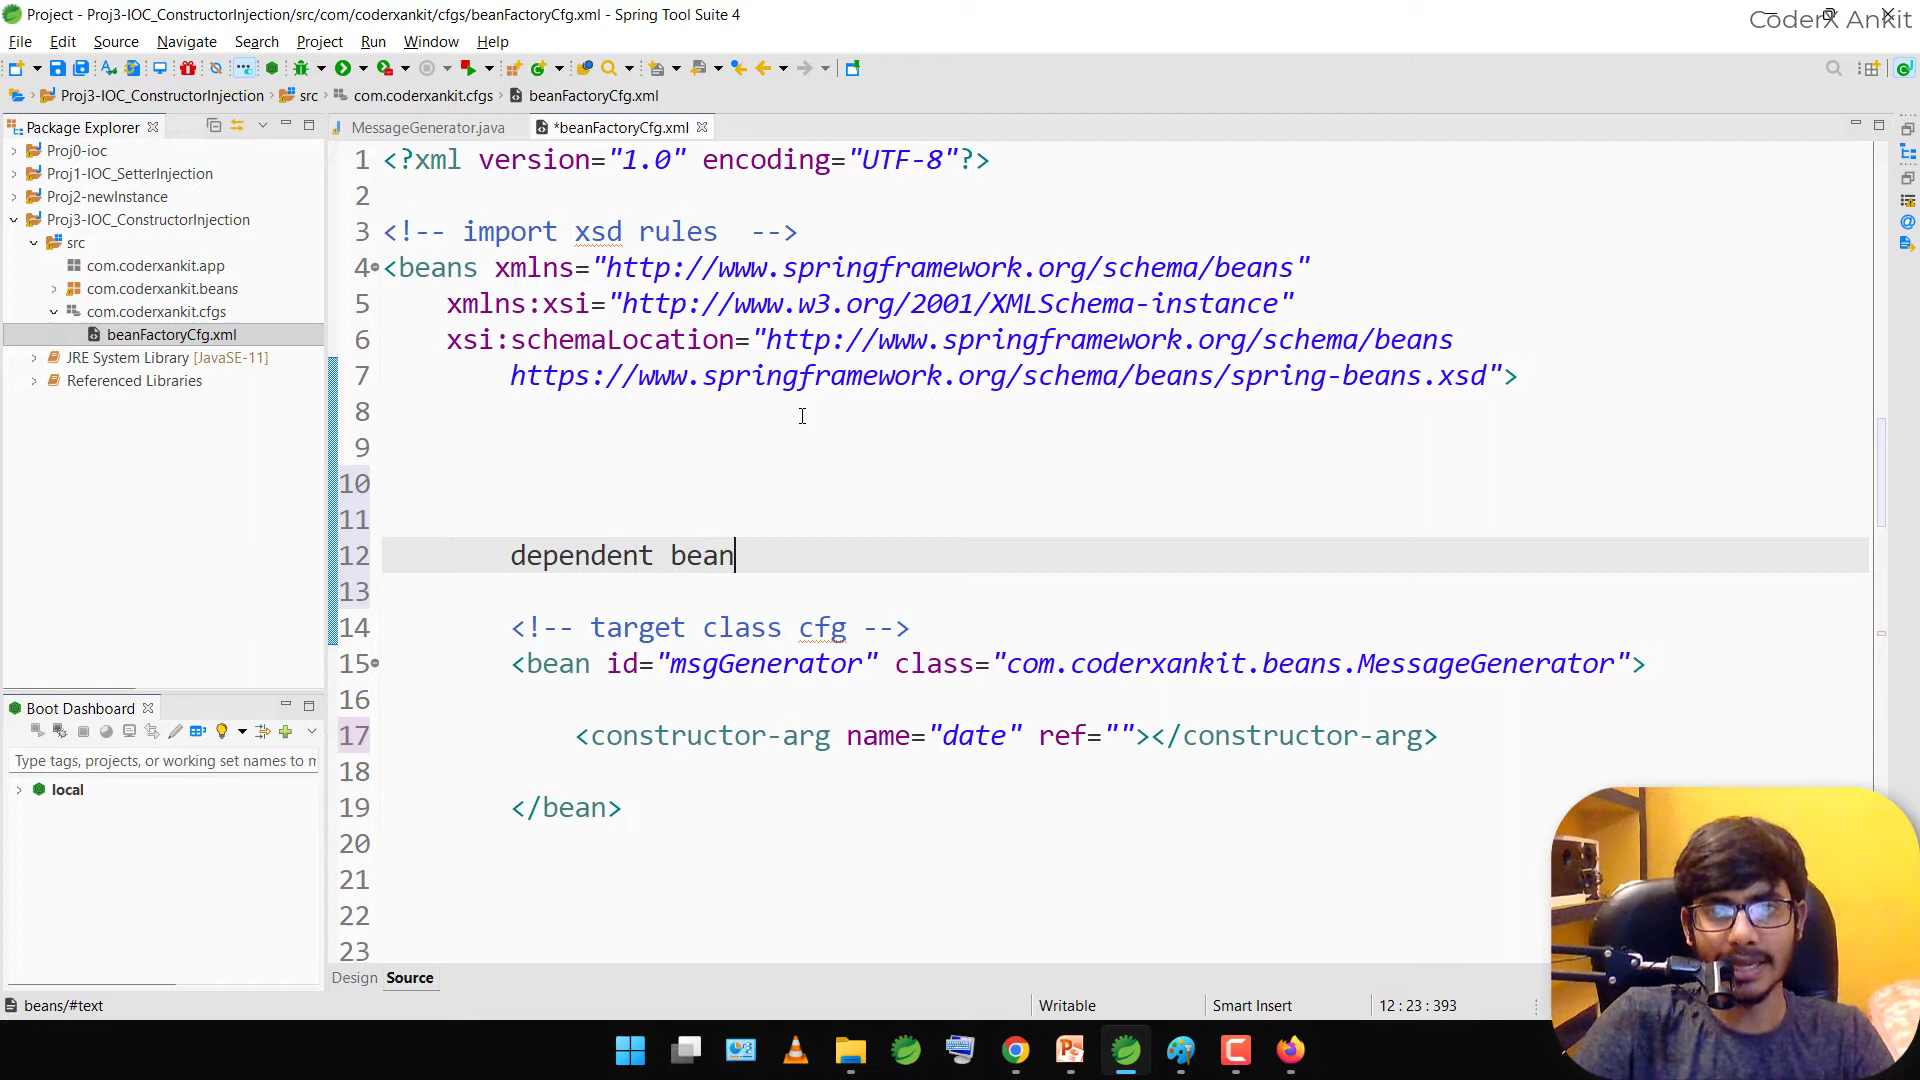 Project - Proj3-IOC_ConstructorInjection/src/com/coderxankit/cfgs/beanFactoryCfg.xml - Spring Tool Suite 4
CoderX Ankit
File Edit Source Navigate Search Project Run Window Help
Proj3-IOC_ConstructorInjection src com.coderxankit.cfgs beanFactoryCfg.xml
Package Explorer
MessageGenerator.java
*beanFactoryCfg.xml
Proj0-ioc
Proj1-IOC_SetterInjection
Proj2-newInstance
Proj3-IOC_ConstructorInjection
src
com.coderxankit.app
com.coderxankit.beans
com.coderxankit.cfgs
beanFactoryCfg.xml
JRE System Library [JavaSE-11]
Referenced Libraries
Boot Dashboard
Type tags, projects, or working set names to m
local
1 <?xml version="1.0" encoding="UTF-8"?>
2
3 <!-- import xsd rules -->
4 <beans xmlns="http://www.springframework.org/schema/beans"
5 xmlns:xsi="http://www.w3.org/2001/XMLSchema-instance"
6 xsi:schemaLocation="http://www.springframework.org/schema/beans
7 https://www.springframework.org/schema/beans/spring-beans.xsd">
8
9
10
11
12 dependent bean
13
14 <!-- target class cfg -->
15 <bean id="msgGenerator" class="com.coderxankit.beans.MessageGenerator">
16
17 <constructor-arg name="date" ref=""></constructor-arg>
18
19 </bean>
20
21
22
23
Design Source
beans/#text
Writable Smart Insert 12 : 23 : 393